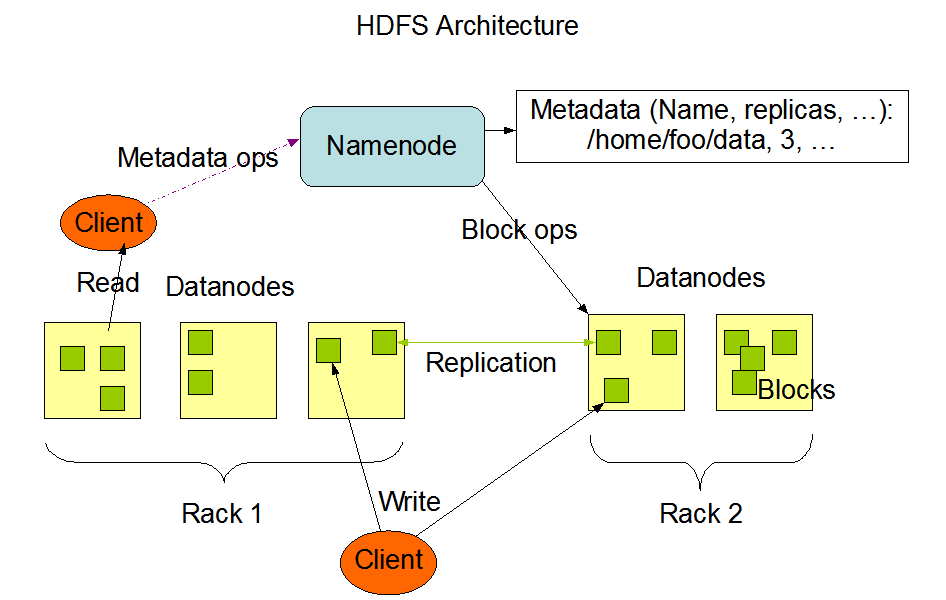 HDFS Architecture
Metadata (Name, replicas, …):
/home/foo/data, 3, …
Namenode
Metadata ops
Client
Block ops
Read
Datanodes
Datanodes
Replication
Blocks
Rack 1
Write
Rack 2
Client